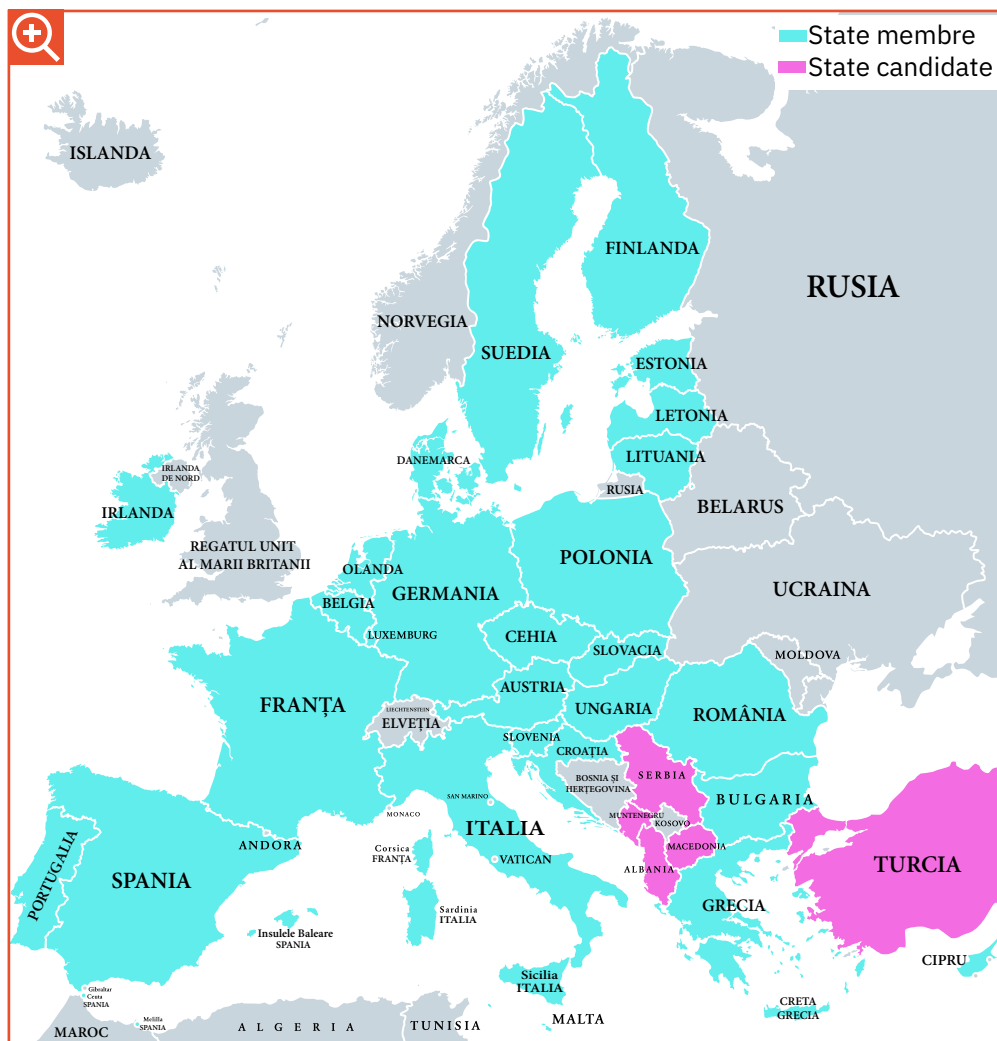 State membre
State candidate
ISLANDA
FINLANDA
RUSIA
NORVEGIA
SUEDIA
ESTONIA
LETONIA
DANEMARCA
LITUANIA
IRLANDA
DE NORD
RUSIA
BELARUS
IRLANDA
REGATUL UNIT
AL MARII BRITANII
OLANDA
POLONIA
UCRAINA
GERMANIA
BELGIA
LUXEMBURG
CEHIA
SLOVACIA
MOLDOVA
AUSTRIA
FRANȚA
LIECHTENSTEIN
ELVEȚIA
UNGARIA
ROMÂNIA
SLOVENIA
CROAȚIA
BOSNIA ȘI
HERȚEGOVINA
SERBIA
SAN MARINO
BULGARIA
MONACO
MUNTENEGRU
KOSOVO
ITALIA
ANDORA
Corsica
FRANȚA
VATICAN
MACEDONIA
ALBANIA
TURCIA
PORTUGALIA
SPANIA
GRECIA
Sardinia
ITALIA
Insulele Baleare
SPANIA
CIPRU
Sicilia
ITALIA
Gibraltar
Ceuta
SPANIA
CRETA
GRECIA
Melilla
SPANIA
MALTA
MAROC
ALGERIA
TUNISIA